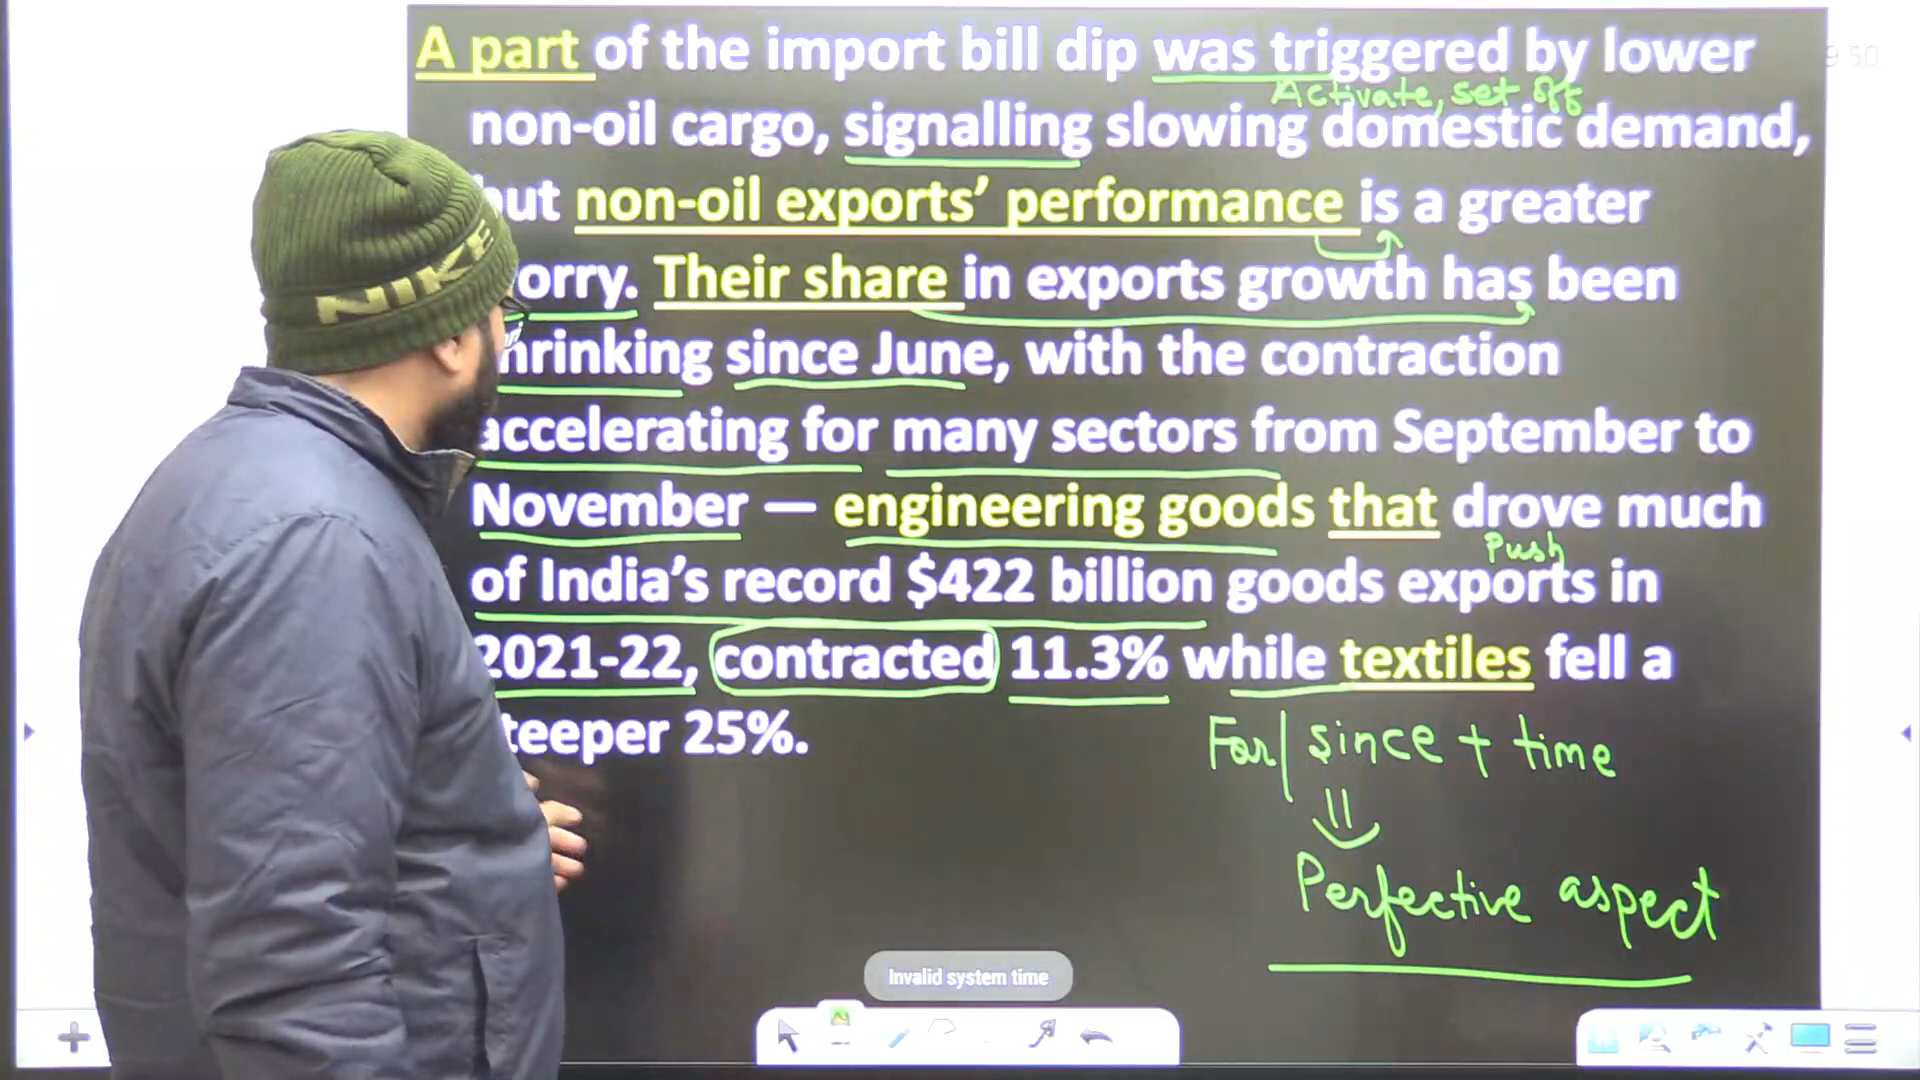 A part of the import bill dip was triggered by lower
Activate, set off
non-oil cargo, signalling slowing domestic demand,
but non-oil exports' performance is a greater
orry. Their share in exports growth has been
hrinking since June, with the contraction
accelerating for many sectors from September to
November — engineering goods that drove much
Push
of India's record $422 billion goods exports in
2021-22, contracted 11.3% while textiles fell a
teeper 25%.
For/ since + time
Perfective aspect
NIKE
Invalid system time
9:50